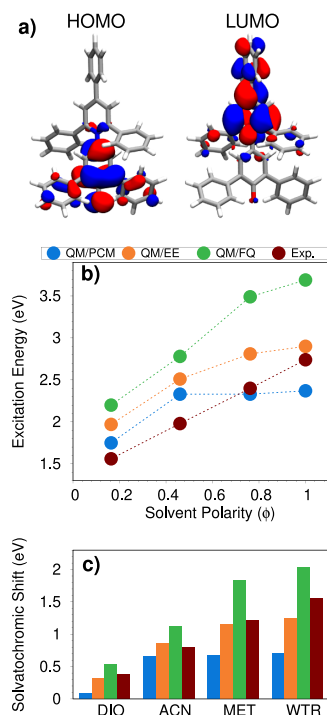 HOMO LUMO
a)
QM/PCM QM/EE QM/FQ Exp.
b)
Excitation Energy (eV)
3.5
3
2.5
2
1.5
0 0.2 0.4 0.6 0.8 1
Solvent Polarity (ϕ)
c)
Solvatochromic Shift (eV)
2
1.5
1
0.5
0
DIO ACN MET WTR